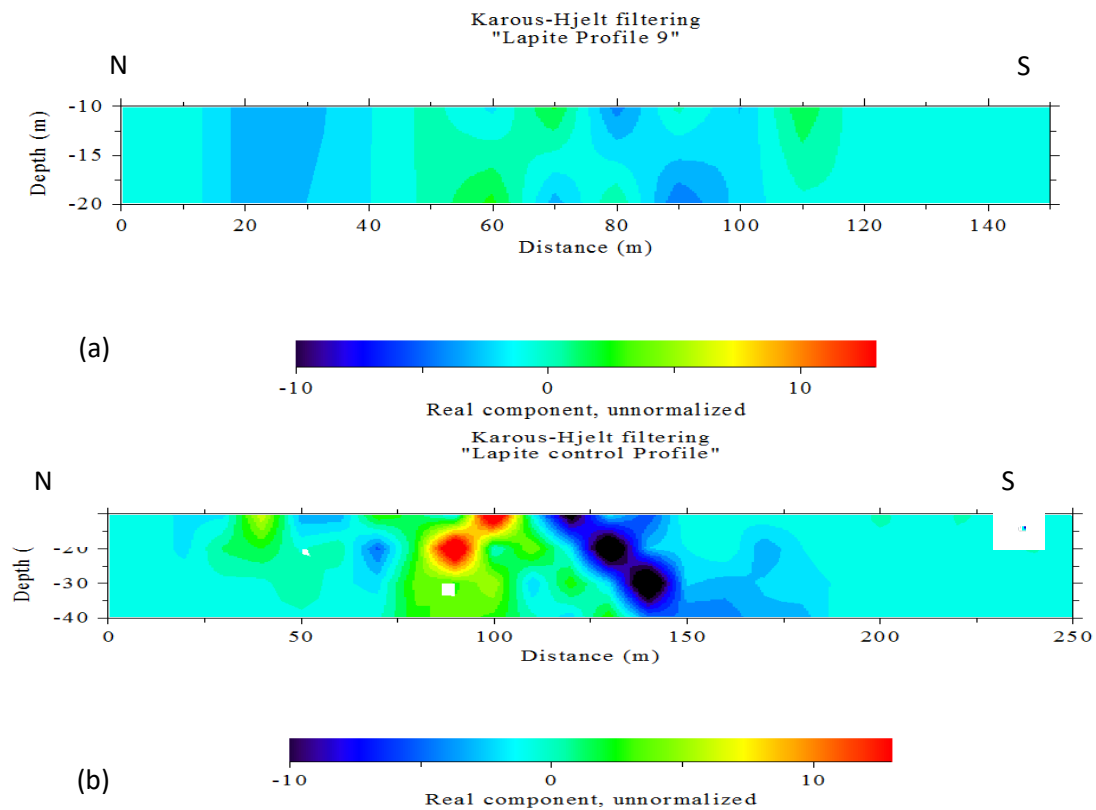 Karous-Hjelt filtering
"Lapite Profile 9"
N S
-10
Depth (m)
-20
0 20 40 60 80 100 120 140
Distance (m)
(a)
-10 0 10
Real component, unnormalized
Karous-Hjelt filtering
"Lapite control Profile"
N S
Depth (
-20
-30
-40
0 50 100 150 200 250
Distance (m)
(b)
-10 0 10
Real component, unnormalized